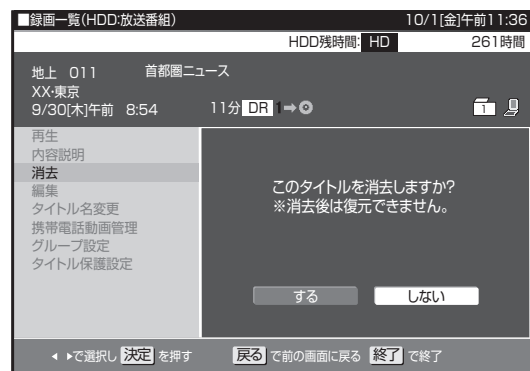 ■録画一覧(HDD:放送番組)
10/1[金]午前11:36
HDD残時間: HD 261時間
地上 011 首都圏ニュース
XX・東京
9/30[木]午前 8:54 11分 DR 1➡
1
再生
内容説明
消去
編集
タイトル名変更
携帯電話動画管理
グループ設定
タイトル保護設定
このタイトルを消去しますか?
※消去後は復元できません。
する しない
◀ ▶で選択し 決定 を押す 戻る で前の画面に戻る 終了 で終了